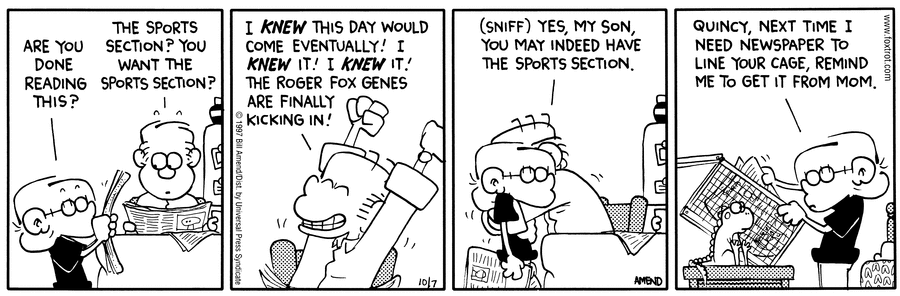 ARE YOU
DONE
READING
THIS?
THE SPORTS
SECTION? YOU
WANT THE
SPORTS SECTION?
I KNEW THIS DAY WOULD
COME EVENTUALLY! I
KNEW IT! I KNEW IT!
THE ROGER FOX GENES
ARE FINALLY
KICKING IN!
© 1997 Bill Amend/Dist. by Universal Press Syndicate
10/7
(SNIFF) YES, MY SON,
YOU MAY INDEED HAVE
THE SPORTS SECTION.
AMEND
QUINCY, NEXT TIME I
NEED NEWSPAPER TO
LINE YOUR CAGE, REMIND
ME TO GET IT FROM MOM.
www.foxtrot.com